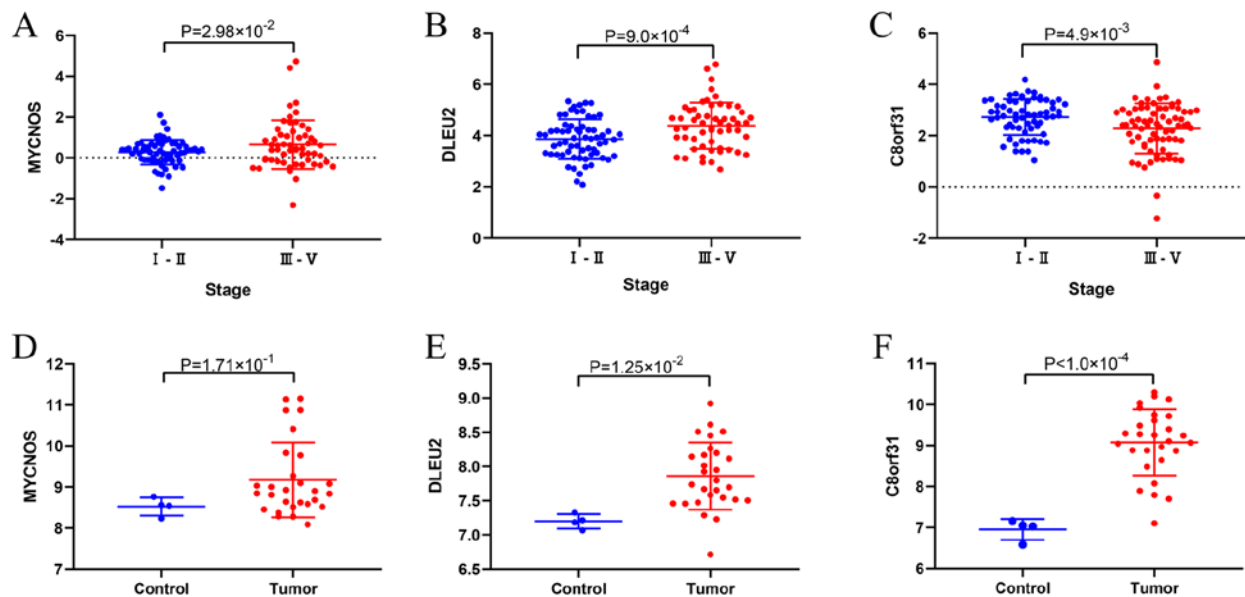 A
P=2.98×10⁻²
MYCNOS
6
4
2
0
-2
-4
Ⅰ - Ⅱ
Ⅲ - Ⅴ
Stage
B
P=9.0×10⁻⁴
DLEU2
8
6
4
2
0
Ⅰ - Ⅱ
Ⅲ - Ⅴ
Stage
C
P=4.9×10⁻³
C8orf31
6
4
2
0
-2
Ⅰ - Ⅱ
Ⅲ - Ⅴ
Stage
D
P=1.71×10⁻¹
MYCNOS
12
11
10
9
8
7
Control
Tumor
E
P=1.25×10⁻²
DLEU2
9.5
9.0
8.5
8.0
7.5
7.0
6.5
Control
Tumor
F
P<1.0×10⁻⁴
C8orf31
11
10
9
8
7
6
Control
Tumor